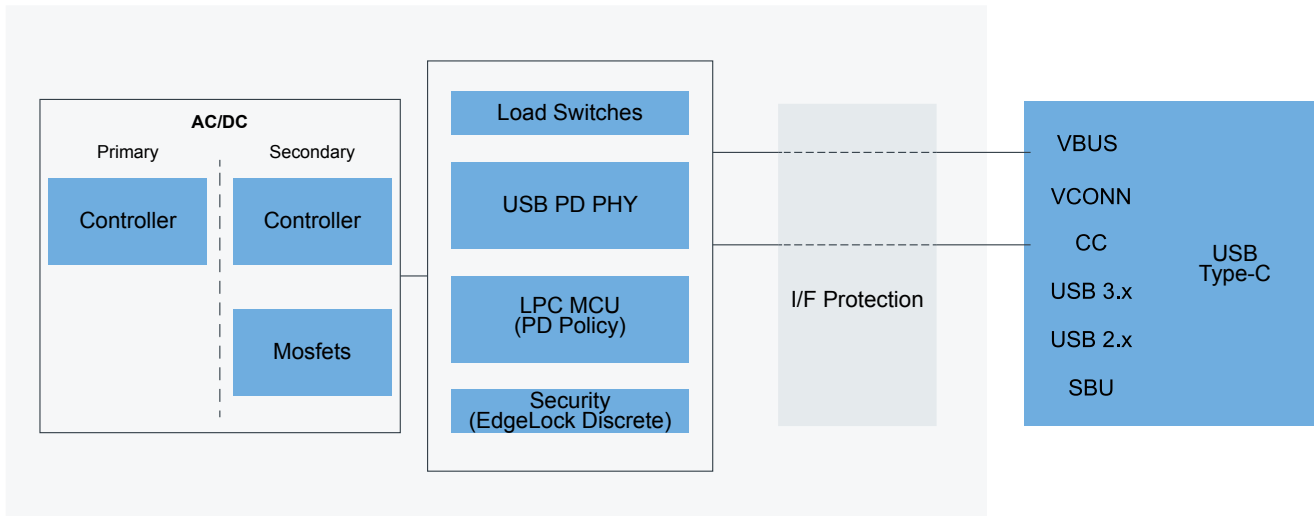 AC/DC
Primary
Secondary
Controller
Controller
Mosfets
Load Switches
USB PD PHY
LPC MCU
(PD Policy)
Security
(EdgeLock Discrete)
I/F Protection
VBUS
VCONN
CC
USB 3.x
USB 2.x
SBU
USB
Type-C